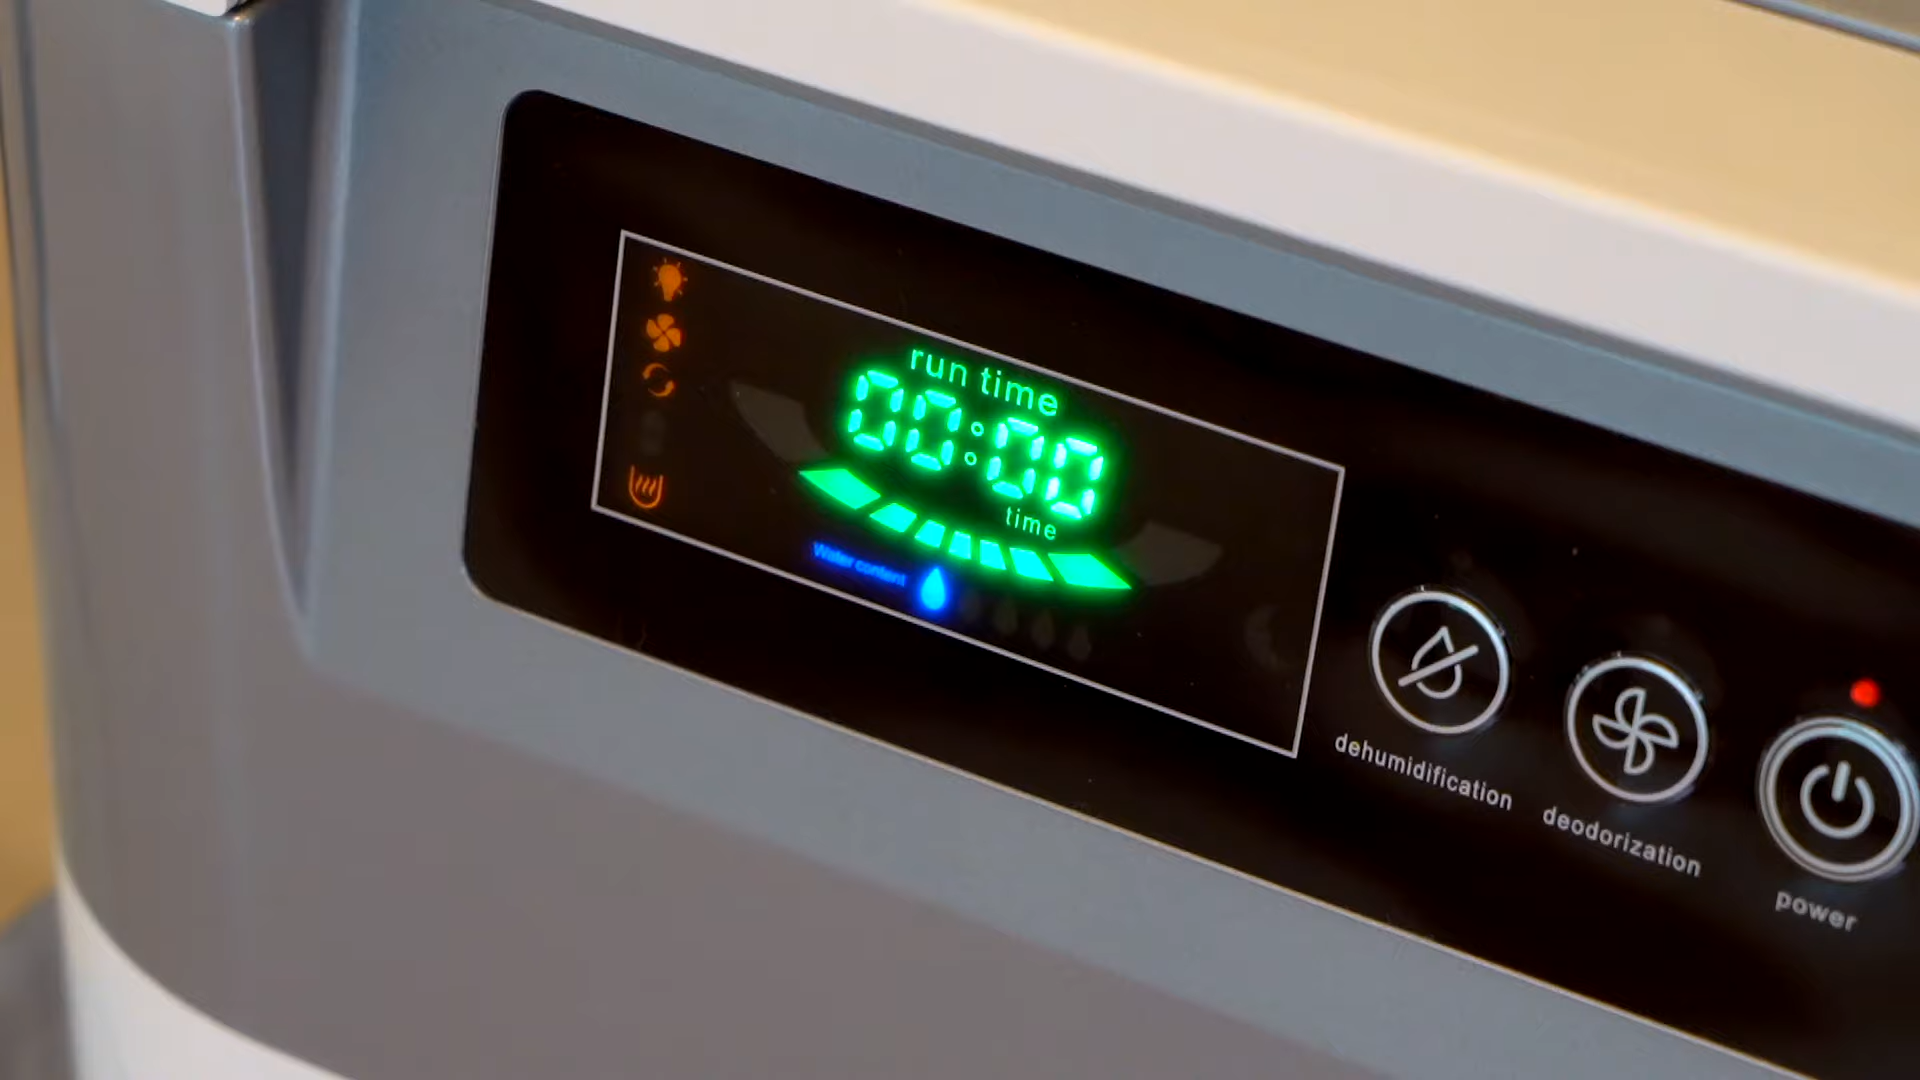 run time
00:00
time
Water content
dehumidification
deodorization
power